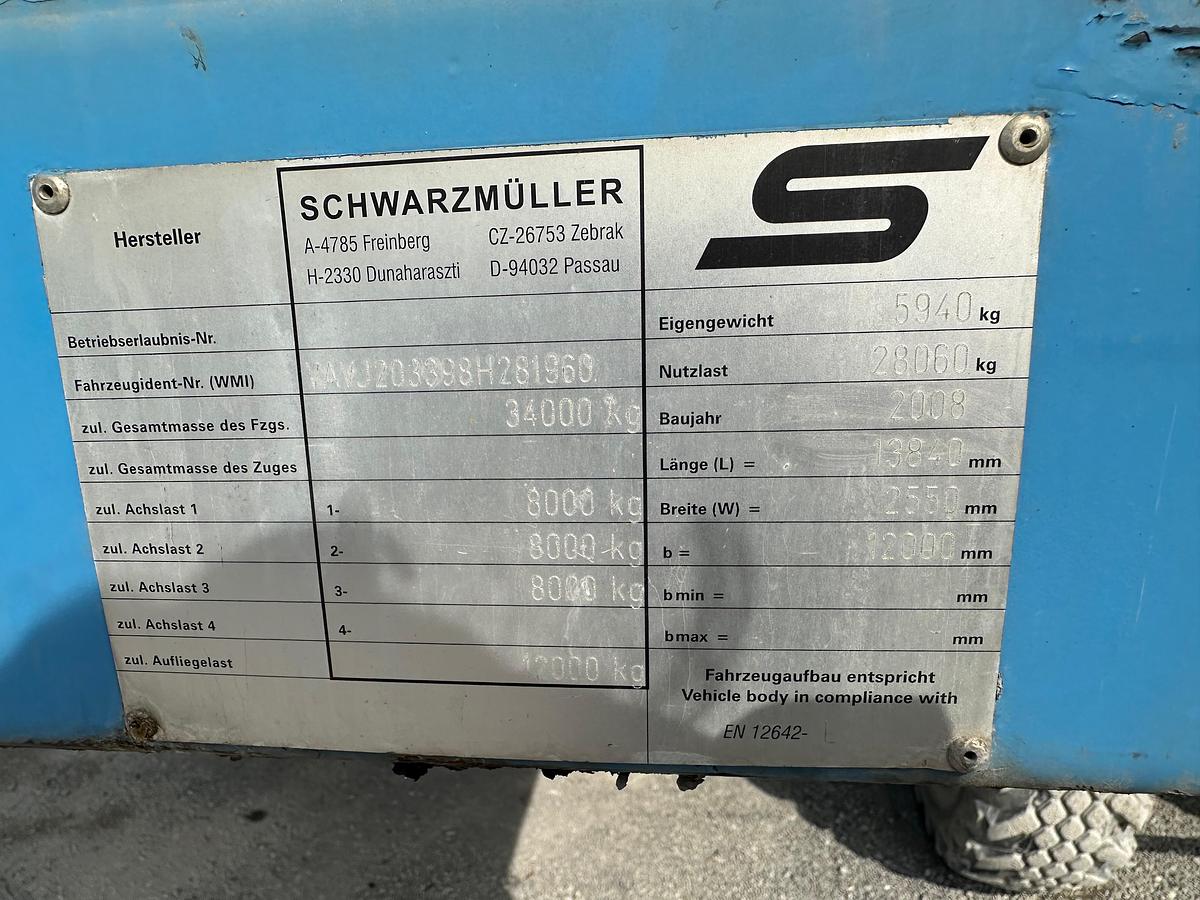 Hersteller
SCHWARZMÜLLER
A-4785 Freinberg CZ-26753 Zebrak
H-2330 Dunaharaszti D-94032 Passau
Betriebserlaubnis-Nr.
Fahrzeugident-Nr. (WMI)
zul. Gesamtmasse des Fzgs. 34000 kg
zul. Gesamtmasse des Zuges
zul. Achslast 1 1- 8000 kg
zul. Achslast 2 2- 8000 kg
zul. Achslast 3 3- 8000 kg
zul. Achslast 4 4-
zul. Aufliegelast 12000 kg
Eigengewicht 5940 kg
Nutzlast 28060 kg
Baujahr 2008
Länge (L) = 13840 mm
Breite (W) = 2550 mm
b = 12000 mm
b min = mm
b max = mm
Fahrzeugaufbau entspricht
Vehicle body in compliance with
EN 12642-